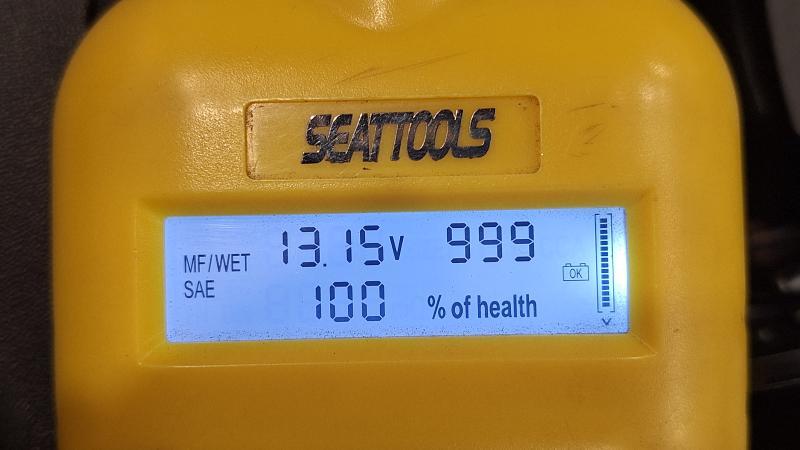 SEATTOOLS
MF/WET 13.15V 999
OK
SAE 100 % of health